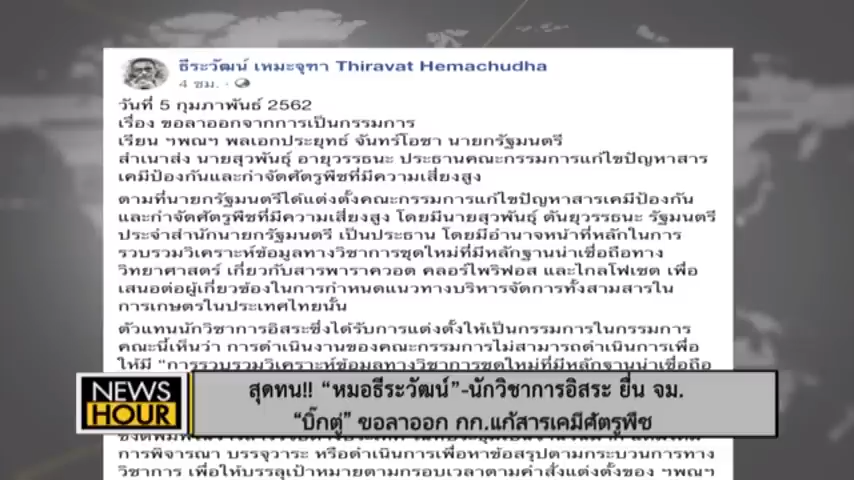 ธีระวัฒน์ เหมะจุฑา Thiravat Hemachudha
4 ชม. ·
วันที่ 5 กุมภาพันธ์ 2562
เรื่อง ขอลาออกจากการเป็นกรรมการ
เรียน ฯพณฯ พลเอกประยุทธ์ จันทร์โอชา นายกรัฐมนตรี
สำเนาส่ง นายสุวพันธุ์ อายุวรรธนะ ประธานคณะกรรมการแก้ไขปัญหาสาร
เคมีป้องกันและกำจัดศัตรูพืชที่มีความเสี่ยงสูง
ตามที่นายกรัฐมนตรีได้แต่งตั้งคณะกรรมการแก้ไขปัญหาสารเคมีป้องกัน
และกำจัดศัตรูพืชที่มีความเสี่ยงสูง โดยมีนายสุวพันธุ์ ตันยุวรรธนะ รัฐมนตรี
ประจำสำนักนายกรัฐมนตรี เป็นประธาน โดยมีอำนาจหน้าที่หลักในการ
รวบรวมวิเคราะห์ข้อมูลทางวิชาการชุดใหม่ที่มีหลักฐานน่าเชื่อถือทาง
วิทยาศาสตร์ เกี่ยวกับสารพาราควอต คลอร์ไพริฟอส และไกลโฟเซต เพื่อ
เสนอต่อผู้เกี่ยวข้องในการกำหนดแนวทางบริหารจัดการทั้งสามสารใน
การเกษตรในประเทศไทยนั้น
ตัวแทนนักวิชาการอิสระซึ่งได้รับการแต่งตั้งให้เป็นกรรมการในกรรมการ
คณะนี้เห็นว่า การดำเนินงานของคณะกรรมการไม่สามารถดำเนินการเพื่อ
ให้มี “การรวบรวมวิเคราะห์ข้อมูลทางวิชาการชุดใหม่ที่มีหลักฐานน่าเชื่อถือ
NEWS
HOUR
สุดทน!! “หมอธีระวัฒน์”-นักวิชาการอิสระ ยื่น จม.
“บิ๊กตู่” ขอลาออก กก.แก้สารเคมีศัตรูพืช
การพิจารณา บรรจุวาระ หรือดำเนินการเพื่อหาข้อสรุปตามกระบวนการทาง
วิชาการ เพื่อให้บรรลุเป้าหมายตามกรอบเวลาตามคำสั่งแต่งตั้งของ ฯพณฯ